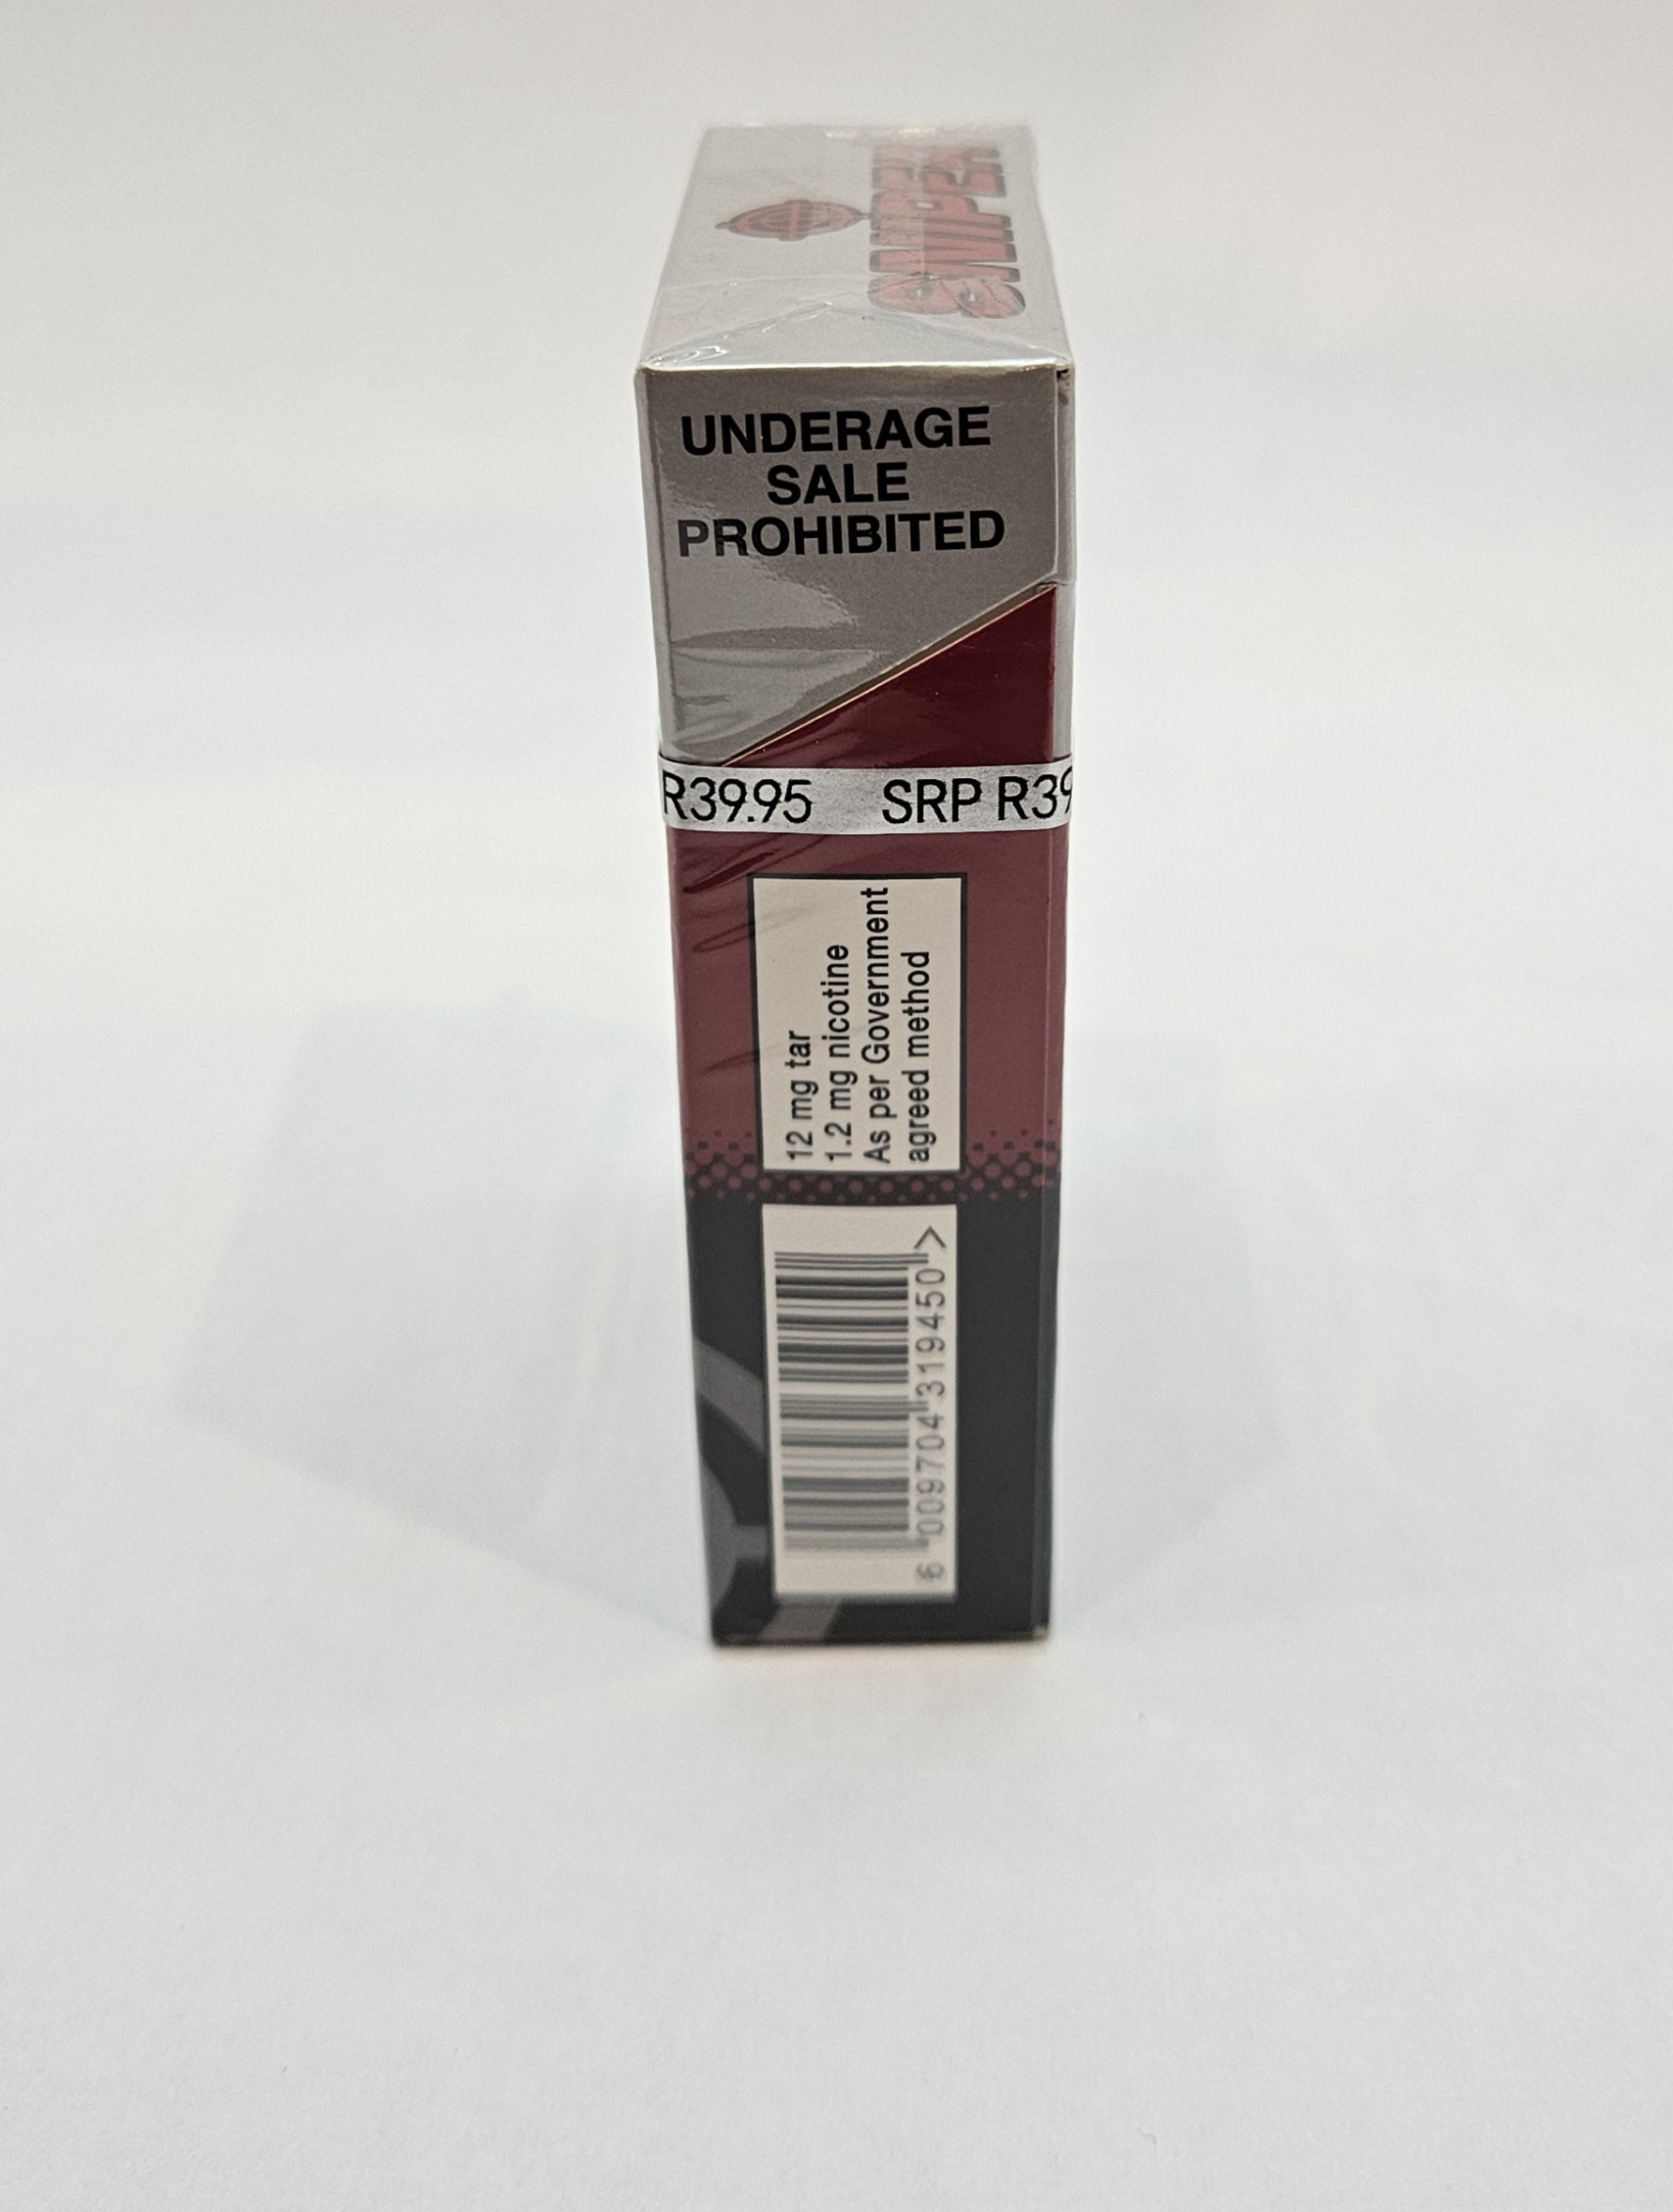 SNIPER
UNDERAGE
SALE
PROHIBITED
R39.95 SRP R39
12 mg tar
1.2 mg nicotine
As per Government
agreed method
6 009704 319450 >